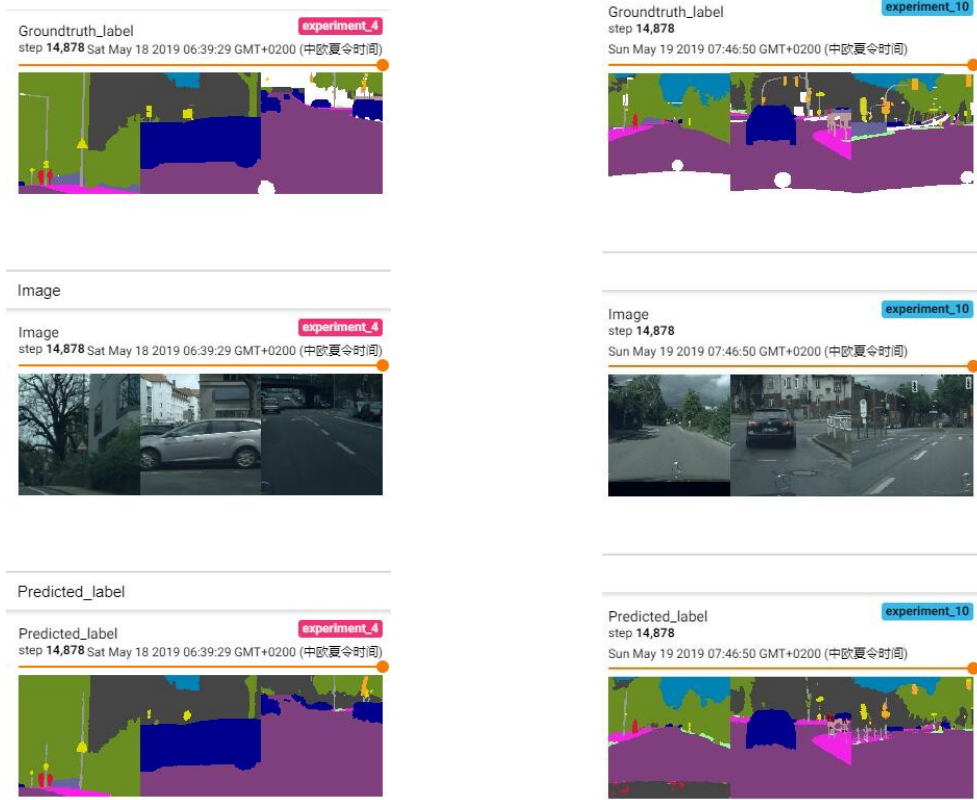 Groundtruth_label
experiment_4
step 14,878 Sat May 18 2019 06:39:29 GMT+0200 (中欧夏令时间)
Image
Image
experiment_4
step 14,878 Sat May 18 2019 06:39:29 GMT+0200 (中欧夏令时间)
Predicted_label
Predicted_label
experiment_4
step 14,878 Sat May 18 2019 06:39:29 GMT+0200 (中欧夏令时间)
experiment_10
Groundtruth_label
step 14,878
Sun May 19 2019 07:46:50 GMT+0200 (中欧夏令时间)
experiment_10
Image
step 14,878
Sun May 19 2019 07:46:50 GMT+0200 (中欧夏令时间)
experiment_10
Predicted_label
step 14,878
Sun May 19 2019 07:46:50 GMT+0200 (中欧夏令时间)